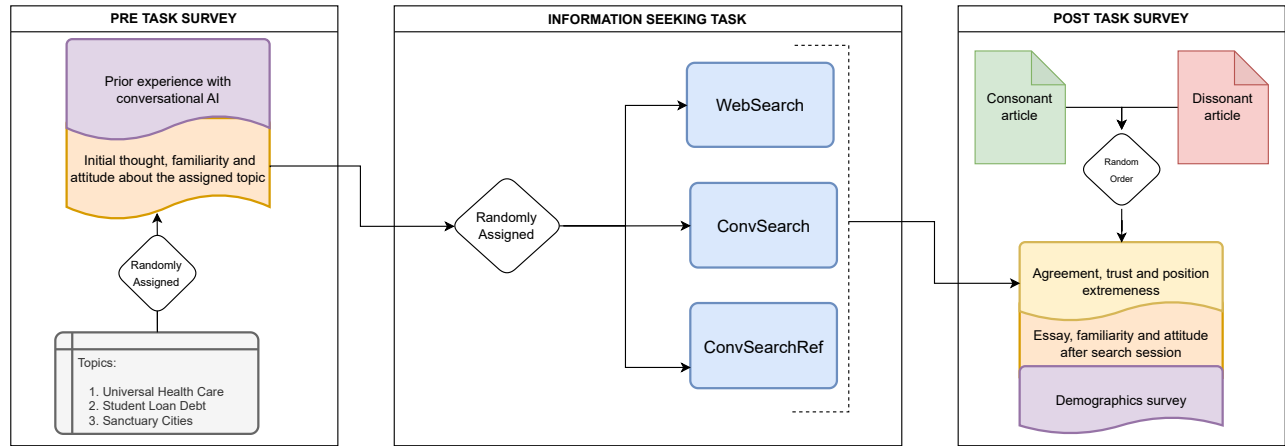 PRE TASK SURVEY
Prior experience with
conversational AI
Initial thought, familiarity and
attitude about the assigned topic
Randomly
Assigned
Topics:
1. Universal Health Care
2. Student Loan Debt
3. Sanctuary Cities
INFORMATION SEEKING TASK
Randomly
Assigned
WebSearch
ConvSearch
ConvSearchRef
POST TASK SURVEY
Consonant
article
Dissonant
article
Random
Order
Agreement, trust and position
extremeness
Essay, familiarity and attitude
after search session
Demographics survey